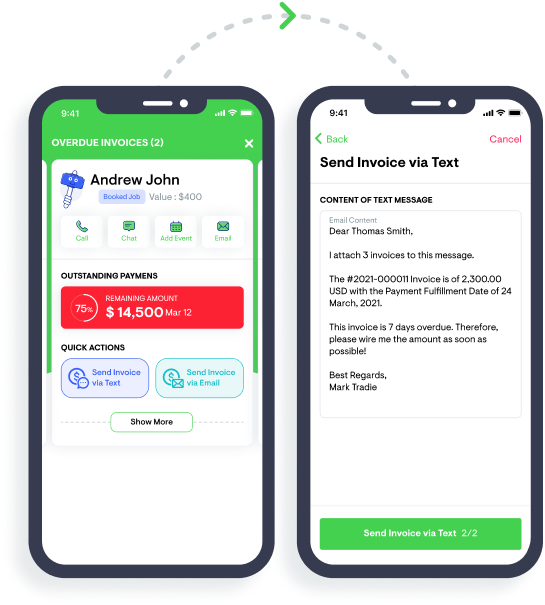 9:41
OVERDUE INVOICES (2)
Andrew John
Booked Job Value : $400
Call Chat Add Event Email
OUTSTANDING PAYMENS
75% REMAINING AMOUNT
$ 14,500 Mar 12
QUICK ACTIONS
Send Invoice
via Text
Send Invoice
via Email
Show More
9:41
Back Cancel
Send Invoice via Text
CONTENT OF TEXT MESSAGE
Email Content
Dear Thomas Smith,
I attach 3 invoices to this message.
The #2021-000011 Invoice is of 2,300.00
USD with the Payment Fulfillment Date of 24
March, 2021.
This invoice is 7 days overdue. Therefore,
please wire me the amount as soon as
possible!
Best Regards,
Mark Tradie
Send Invoice via Text 2/2